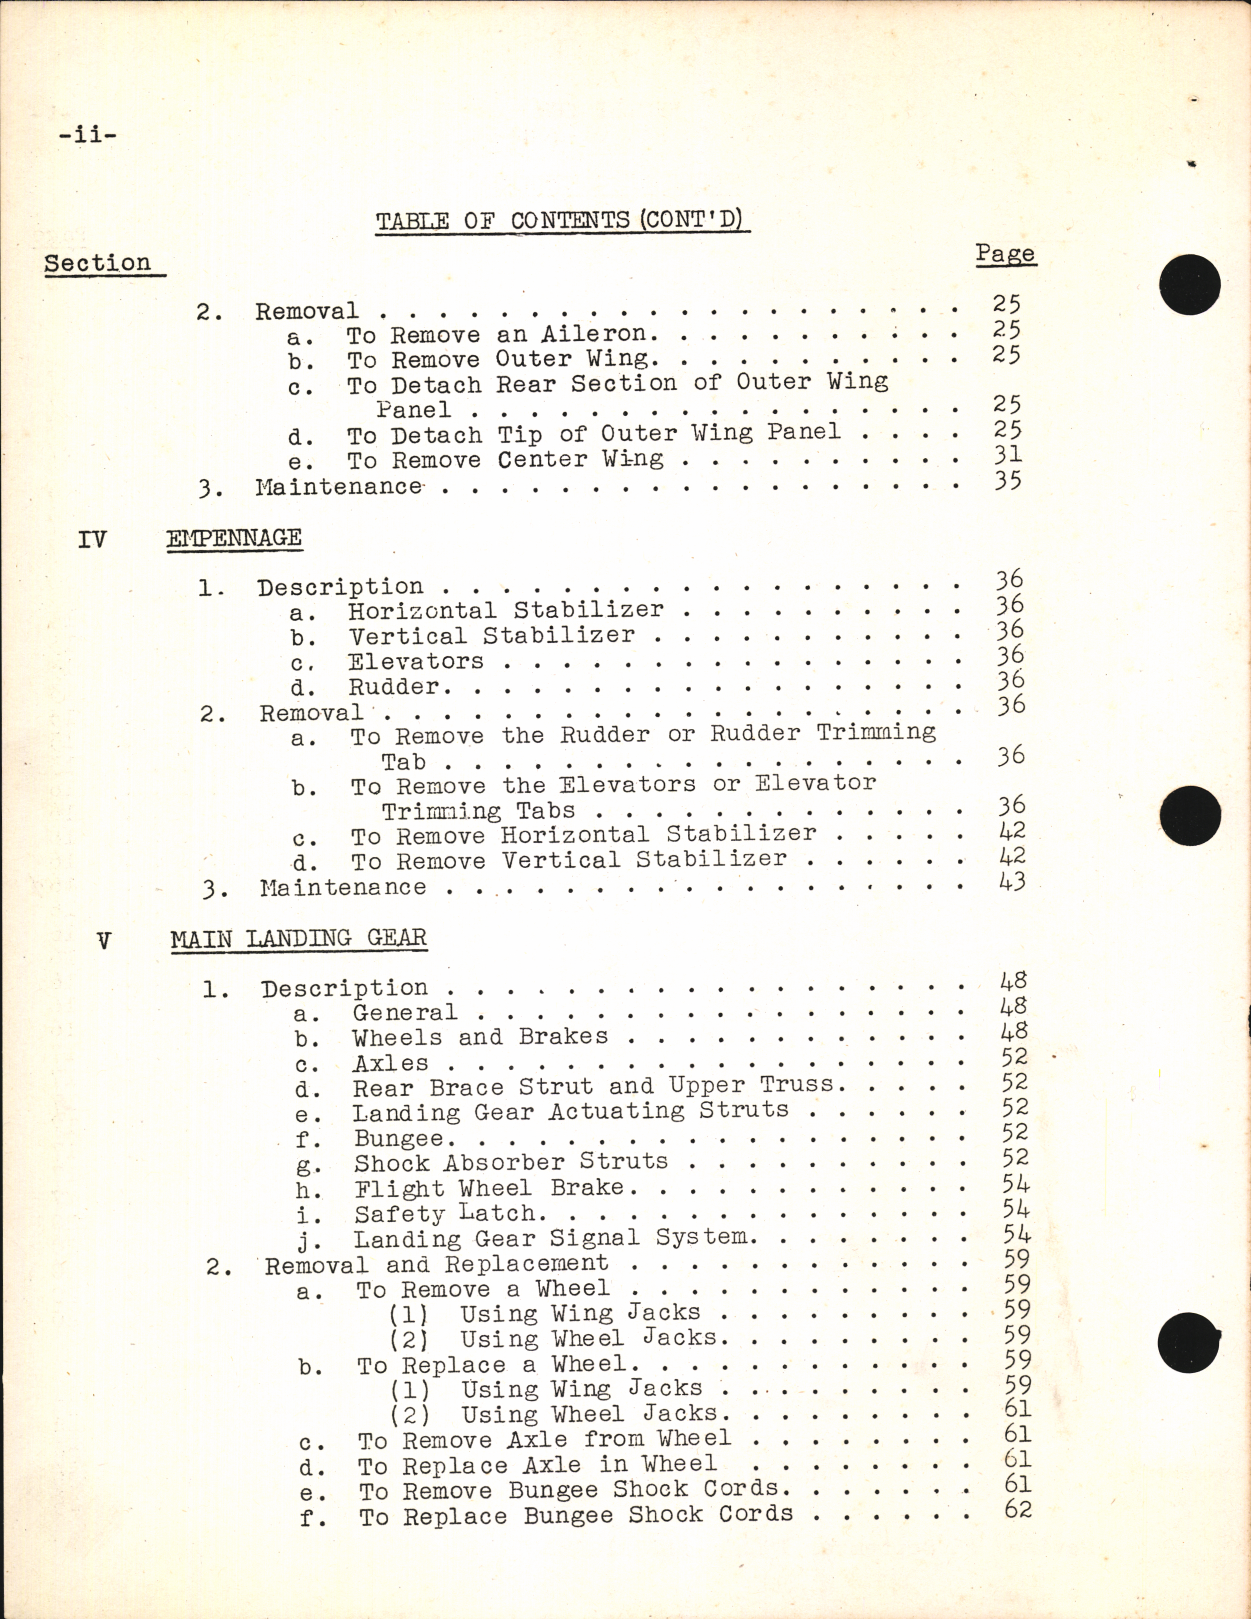 -ii-
TABLE OF CONTENTS (CONT'D)
Section Page
2. Removal . . . . . . . . . . . . . . . . . . . . 25
a. To Remove an Aileron. . . . . . . . . . . 25
b. To Remove Outer Wing. . . . . . . . . . . 25
c. To Detach Rear Section of Outer Wing
Panel . . . . . . . . . . . . . . . . . 25
d. To Detach Tip of Outer Wing Panel . . . . 25
e. To Remove Center Wing . . . . . . . . . . 31
3. Maintenance . . . . . . . . . . . . . . . . . . 35
IV EMPENNAGE
1. Description . . . . . . . . . . . . . . . . . . 36
a. Horizontal Stabilizer . . . . . . . . . . 36
b. Vertical Stabilizer . . . . . . . . . . . 36
c. Elevators . . . . . . . . . . . . . . . . 36
d. Rudder. . . . . . . . . . . . . . . . . . 36
2. Removal . . . . . . . . . . . . . . . . . . . . 36
a. To Remove the Rudder or Rudder Trimming
Tab . . . . . . . . . . . . . . . . . . 36
b. To Remove the Elevators or Elevator
Trimming Tabs . . . . . . . . . . . . . 36
c. To Remove Horizontal Stabilizer . . . . . 42
d. To Remove Vertical Stabilizer . . . . . . 42
3. Maintenance . . . . . . . . . . . . . . . . . . 43
V MAIN LANDING GEAR
1. Description . . . . . . . . . . . . . . . . . . 48
a. General . . . . . . . . . . . . . . . . . 48
b. Wheels and Brakes . . . . . . . . . . . . 48
c. Axles . . . . . . . . . . . . . . . . . . 52
d. Rear Brace Strut and Upper Truss. . . . . 52
e. Landing Gear Actuating Struts . . . . . . 52
f. Bungee. . . . . . . . . . . . . . . . . . 52
g. Shock Absorber Struts . . . . . . . . . . 52
h. Flight Wheel Brake. . . . . . . . . . . . 54
i. Safety Latch. . . . . . . . . . . . . . . 54
j. Landing Gear Signal System. . . . . . . . 54
2. Removal and Replacement . . . . . . . . . . . . 59
a. To Remove a Wheel . . . . . . . . . . . . 59
(1) Using Wing Jacks . . . . . . . . . 59
(2) Using Wheel Jacks. . . . . . . . . 59
b. To Replace a Wheel. . . . . . . . . . . . 59
(1) Using Wing Jacks . . . . . . . . . 59
(2) Using Wheel Jacks. . . . . . . . . 61
c. To Remove Axle from Wheel . . . . . . . . 61
d. To Replace Axle in Wheel . . . . . . . . 61
e. To Remove Bungee Shock Cords. . . . . . . 61
f. To Replace Bungee Shock Cords . . . . . . 62